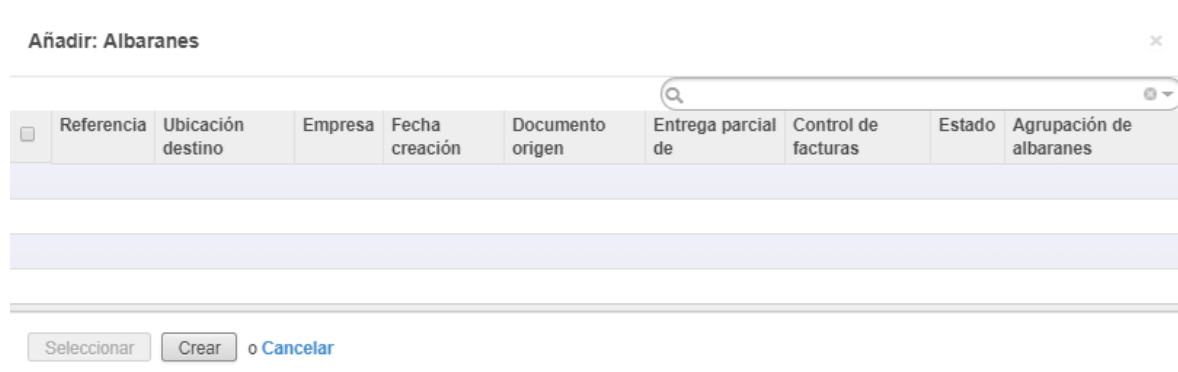 Añadir: Albaranes
Referencia Ubicación destino Empresa Fecha creación Documento origen Entrega parcial de Control de facturas Estado Agrupación de albaranes
Seleccionar Crear o Cancelar